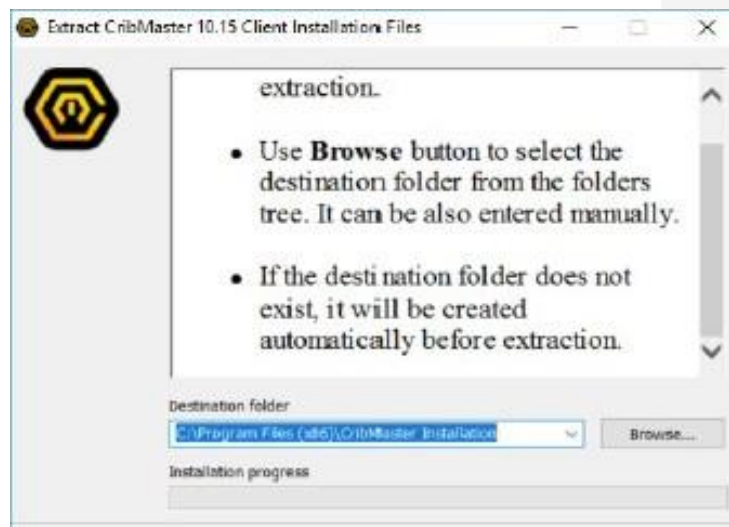 Extract CribMaster 10.15 Client Installation Files
extraction.
• Use Browse button to select the
destination folder from the folders
tree. It can be also entered manually.
• If the destination folder does not
exist, it will be created
automatically before extraction.
Destination folder
C:\Program Files (x86)\CribMaster Installation
Browse...
Installation progress